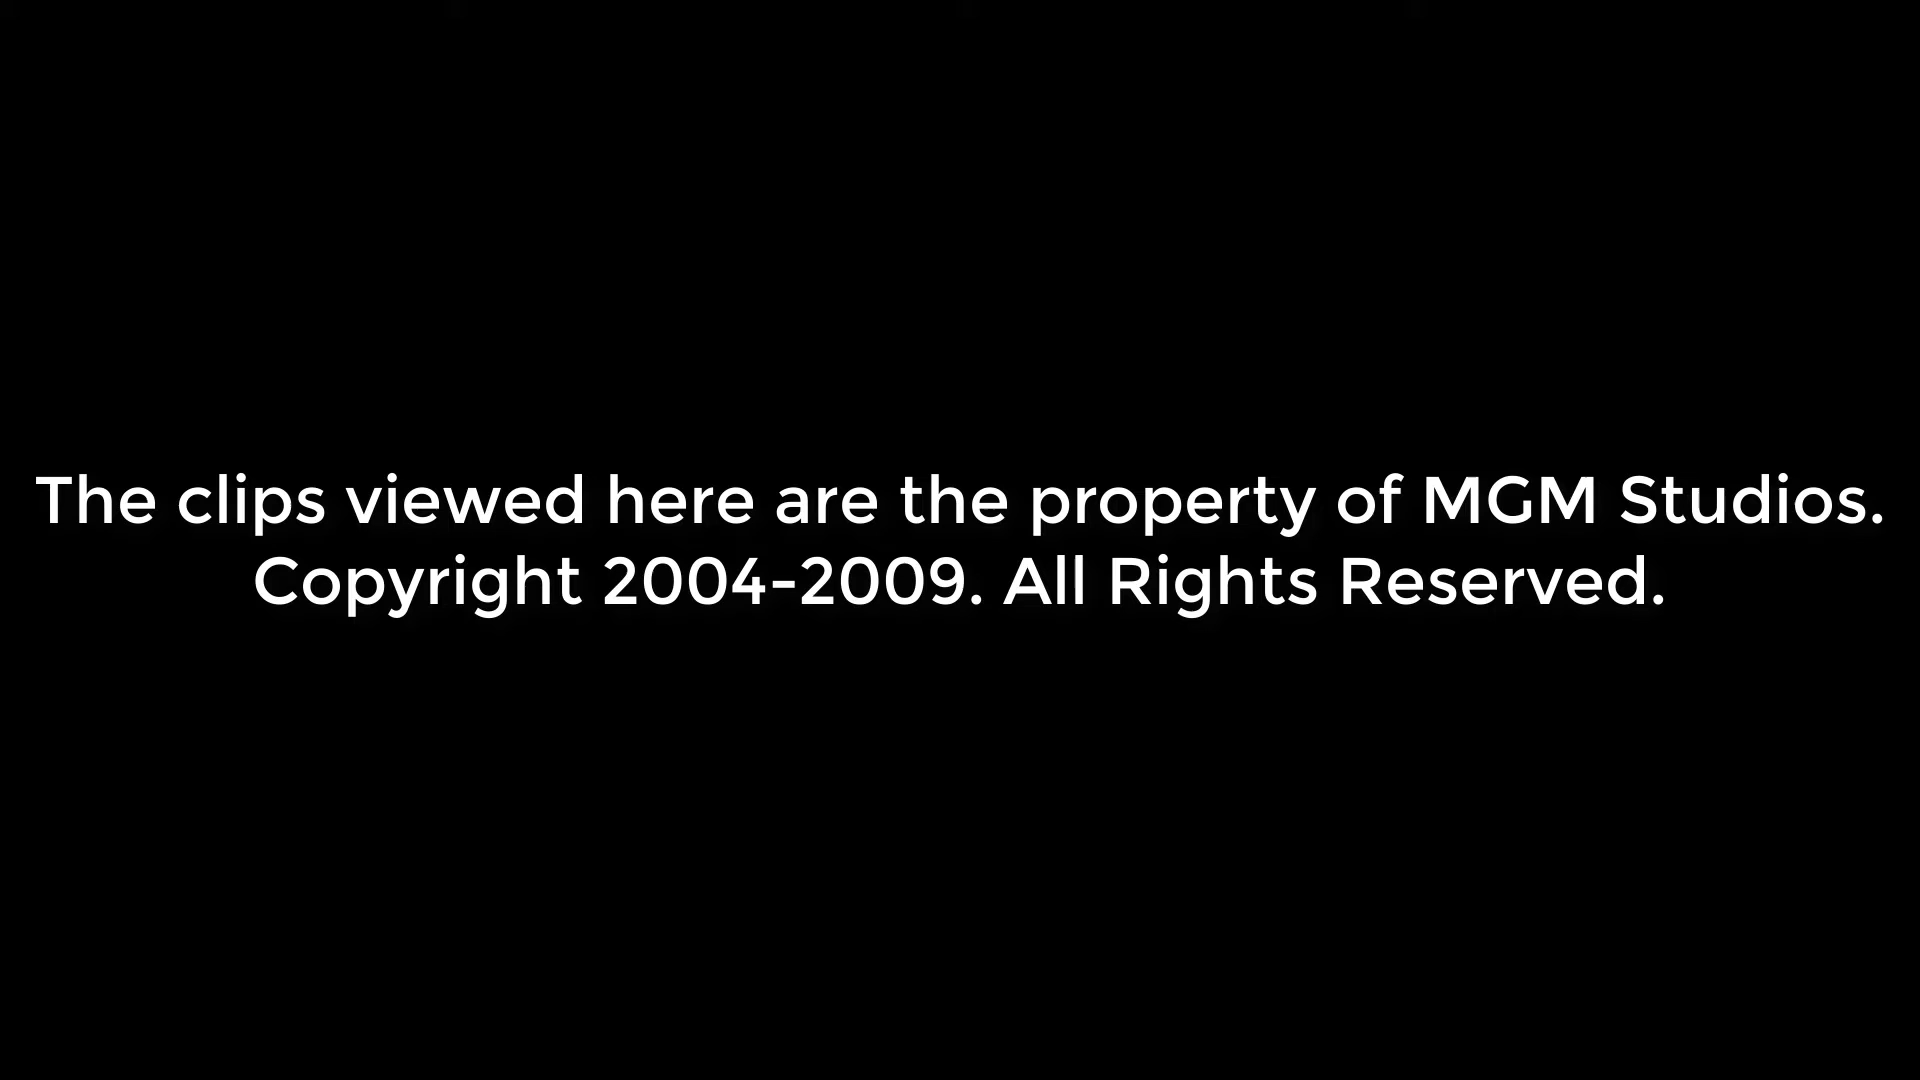 The clips viewed here are the property of MGM Studios.
Copyright 2004-2009. All Rights Reserved.